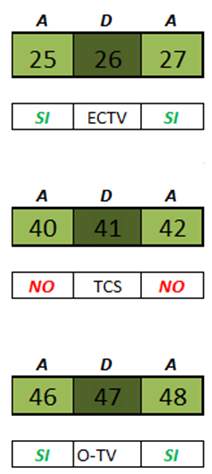 A D A
25 26 27
SI ECTV SI
A D A
40 41 42
NO TCS NO
A D A
46 47 48
SI O-TV SI